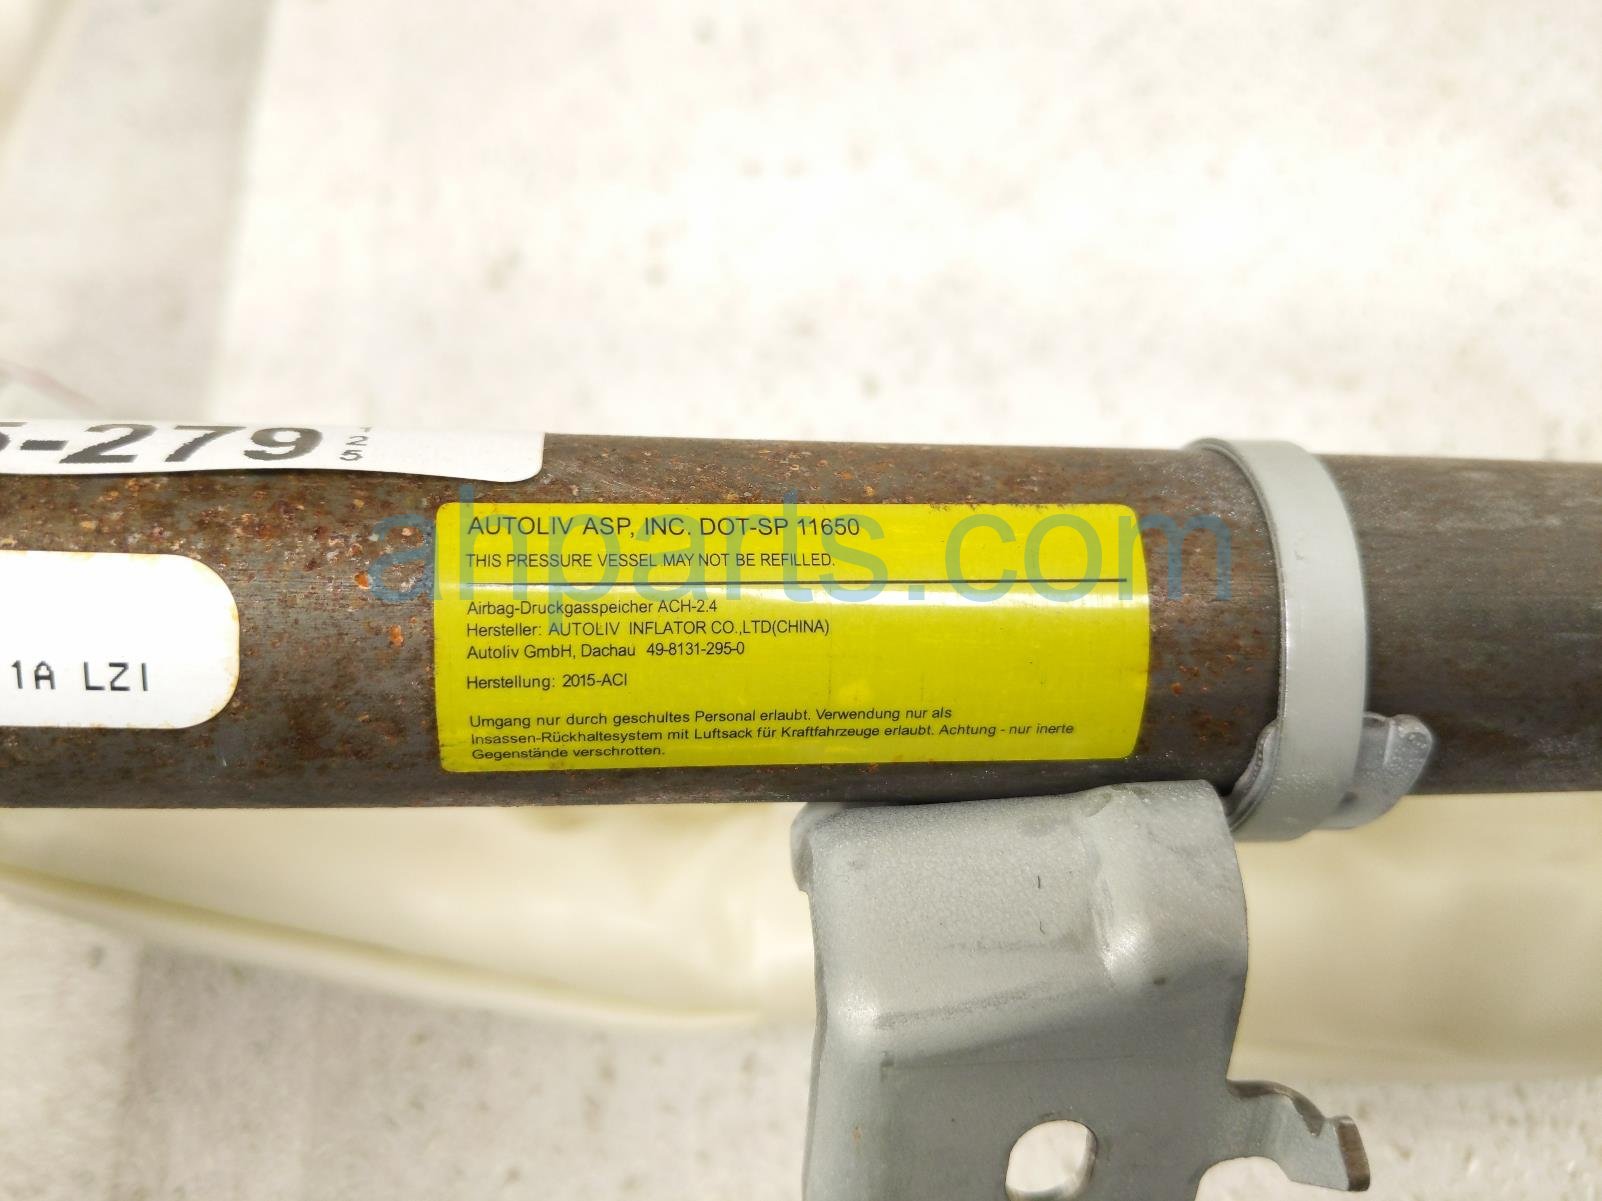 5-279
25
1A LZI
AUTOLIV ASP, INC. DOT-SP 11650
THIS PRESSURE VESSEL MAY NOT BE REFILLED.
Airbag-Druckgasspeicher ACH-2.4
Hersteller: AUTOLIV INFLATOR CO.,LTD(CHINA)
Autoliv GmbH, Dachau 49-8131-295-0
Herstellung: 2015-ACI
Umgang nur durch geschultes Personal erlaubt. Verwendung nur als
Insassen-Rückhaltesystem mit Luftsack für Kraftfahrzeuge erlaubt. Achtung - nur inerte
Gegenstände verschrotten.
ahparts.com